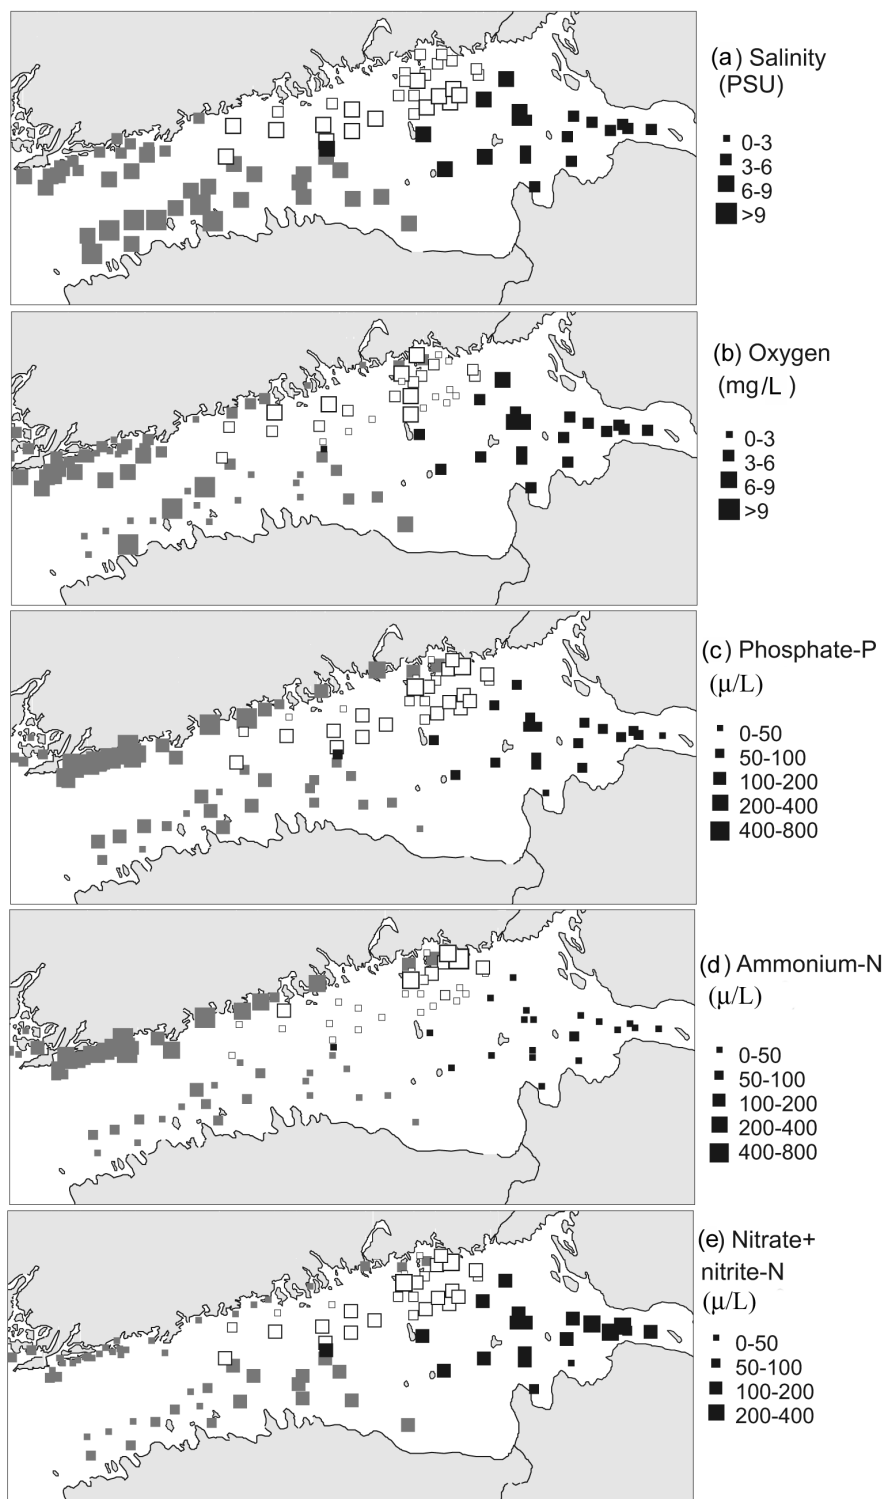 (a) Salinity
(PSU)
0-3
3-6
6-9
>9
(b) Oxygen
(mg/L )
0-3
3-6
6-9
>9
(c) Phosphate-P
(μ/L)
0-50
50-100
100-200
200-400
400-800
(d) Ammonium-N
(μ/L)
0-50
50-100
100-200
200-400
400-800
(e) Nitrate+
nitrite-N
(μ/L)
0-50
50-100
100-200
200-400